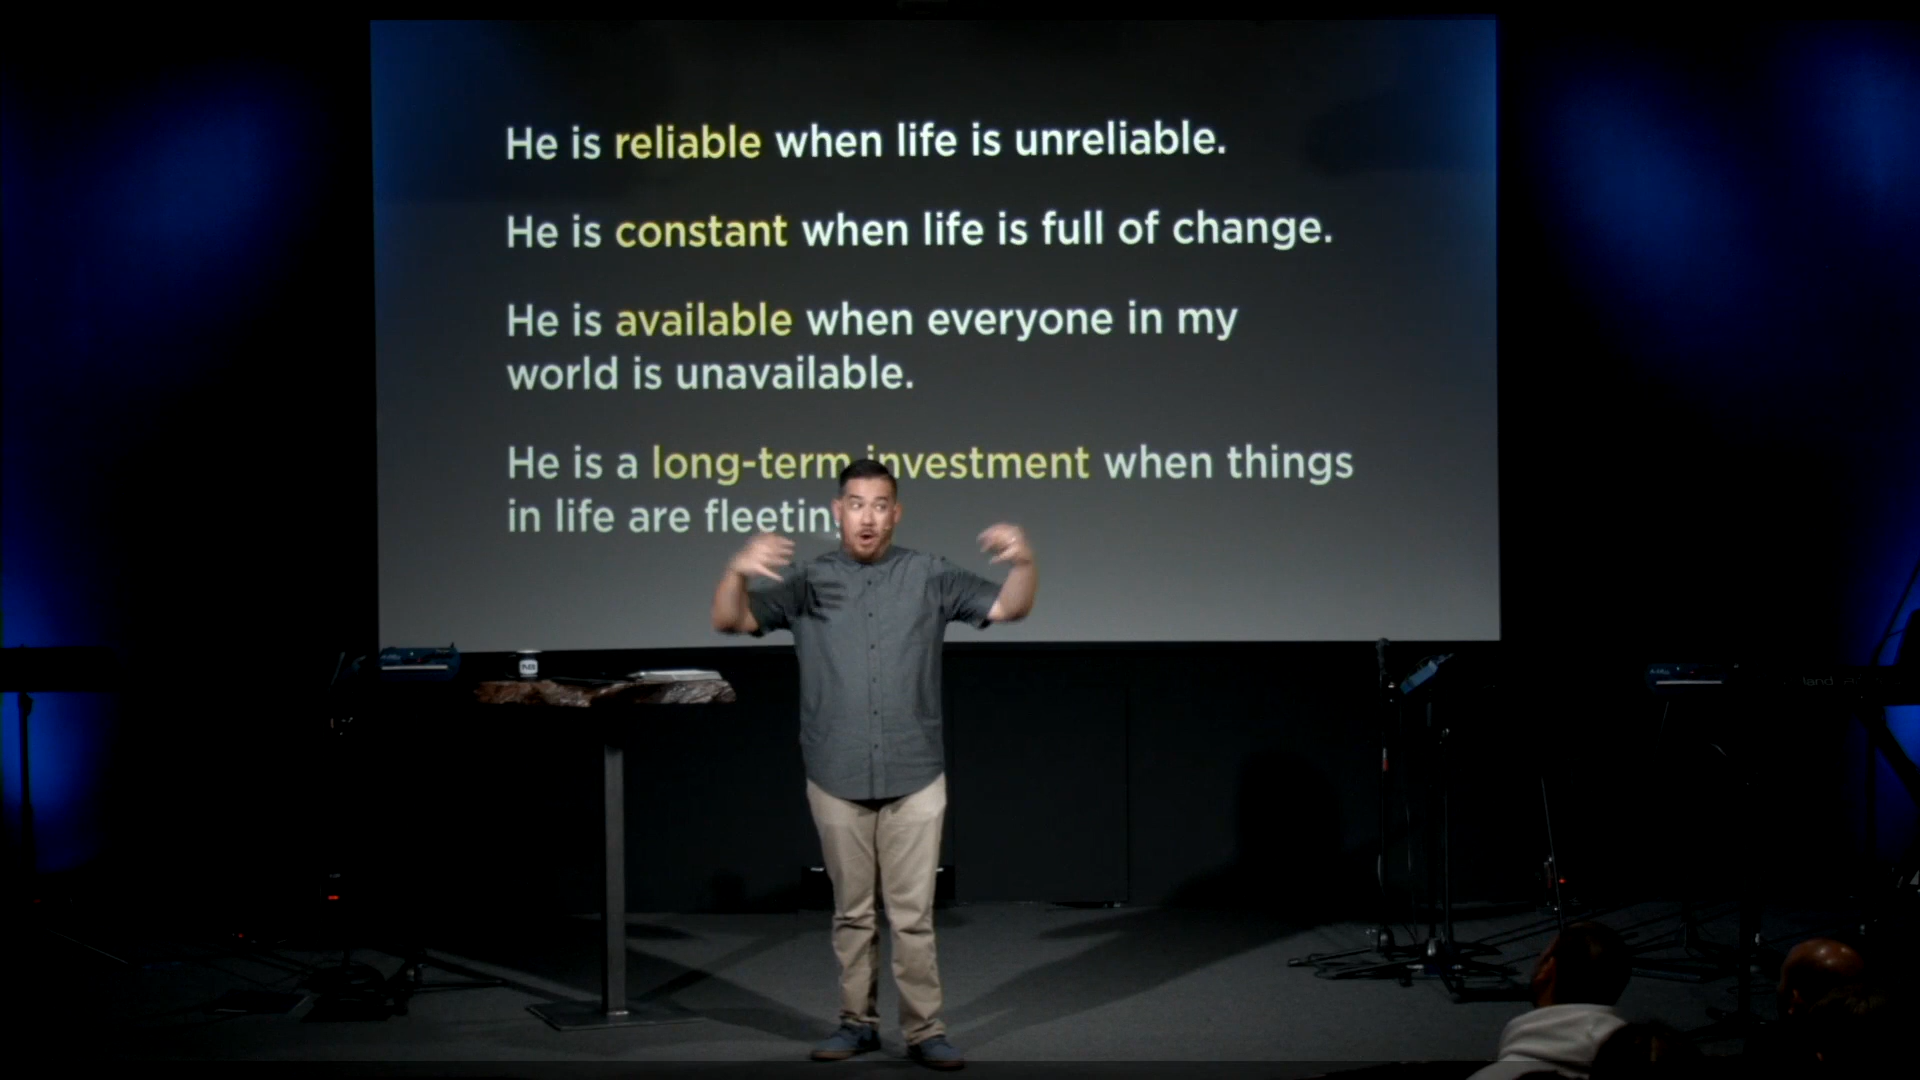 He is reliable when life is unreliable.
He is constant when life is full of change.
He is available when everyone in my
world is unavailable.
He is a long-term investment when things
in life are fleeting